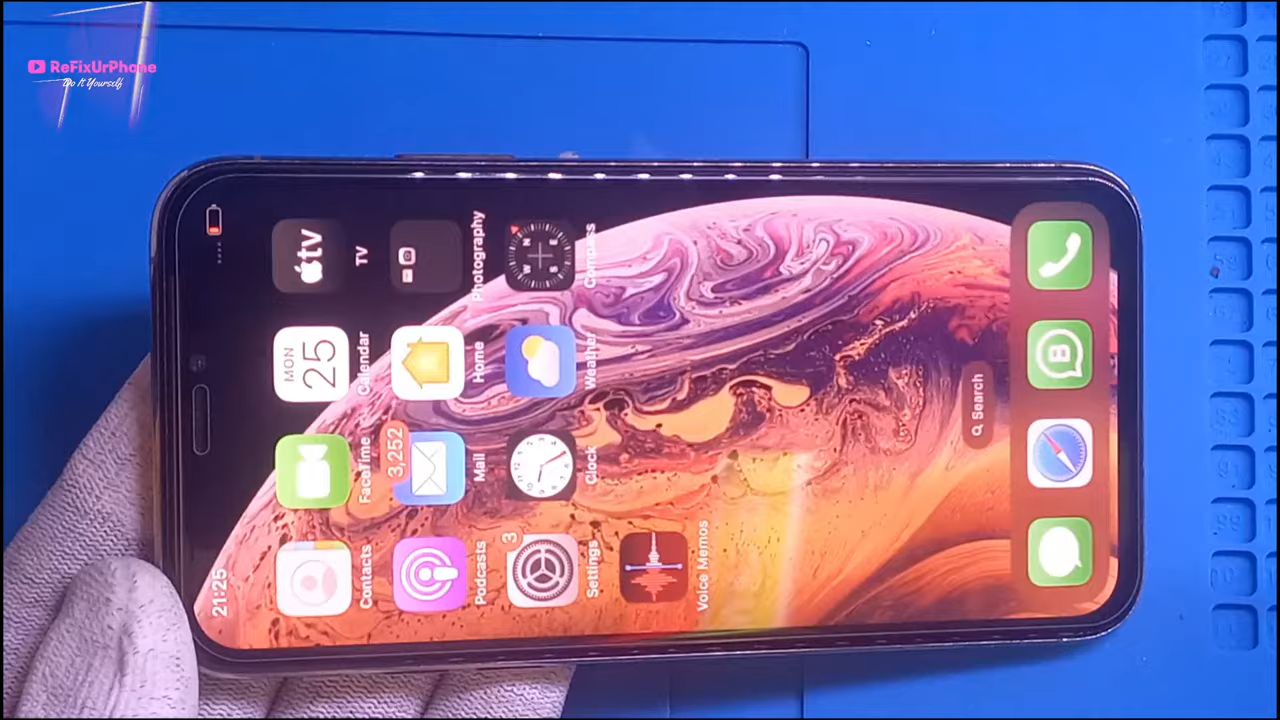 ReFixUrPhone
Do It Yourself
21:25
Contacts
FaceTime
MON
25
Calendar
tv
TV
Podcasts
3,252
Mail
Home
Photography
3
Settings
Clock
Weather
N
E
S
W
Compass
Voice Memos
Search
B